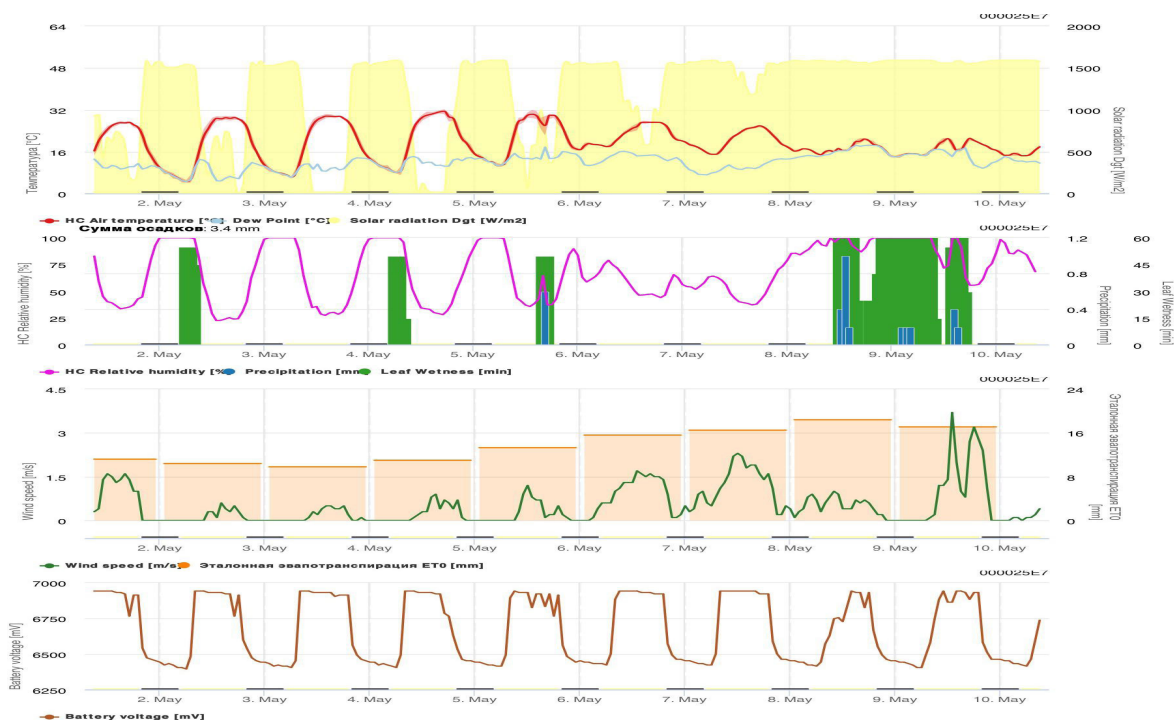 000025E7
64
48
32
16
0
Температура [°C]
2000
1500
1000
500
0
Solar radiation Dgt [W/m2]
2. May 3. May 4. May 5. May 6. May 7. May 8. May 9. May 10. May
HC Air temperature [° Dew Point [°C] Solar radiation Dgt [W/m2]
Сумма осадков: 3.4 mm
000025E7
100
75
50
25
0
HC Relative humidity [%]
1.2
0.8
0.4
0
Precipitation [mm]
60
45
30
15
0
Leaf Wetness [min]
2. May 3. May 4. May 5. May 6. May 7. May 8. May 9. May 10. May
HC Relative humidity [% Precipitation [mm Leaf Wetness [min]
000025E7
4.5
3
1.5
0
Wind speed [m/s]
24
16
8
0
Эталонная эвапотранспирация ET0
[mm]
2. May 3. May 4. May 5. May 6. May 7. May 8. May 9. May 10. May
Wind speed [m/s] Эталонная эвапотранспирация ET0 [mm]
000025E7
7000
6750
6500
6250
Battery voltage [mV]
2. May 3. May 4. May 5. May 6. May 7. May 8. May 9. May 10. May
Battery voltage [mV]